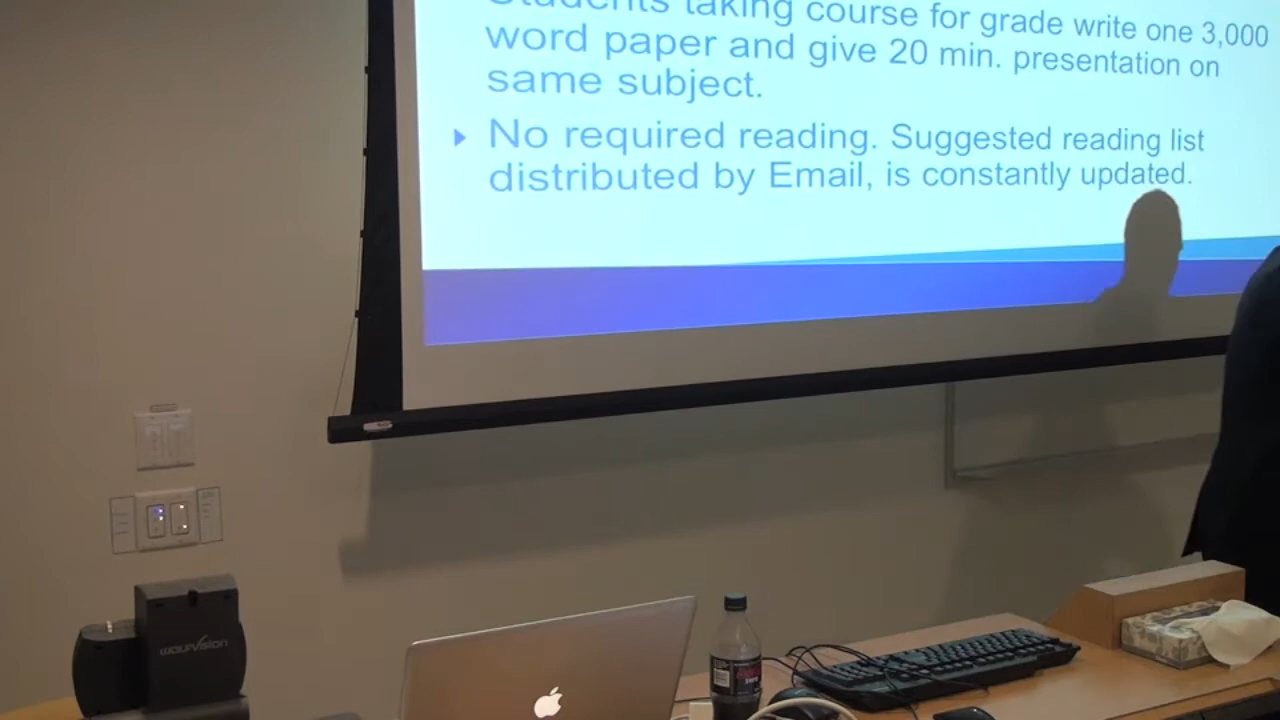 Students taking course for grade write one 3,000
word paper and give 20 min. presentation on
same subject.
No required reading. Suggested reading list
distributed by Email, is constantly updated.
WOLFVISION